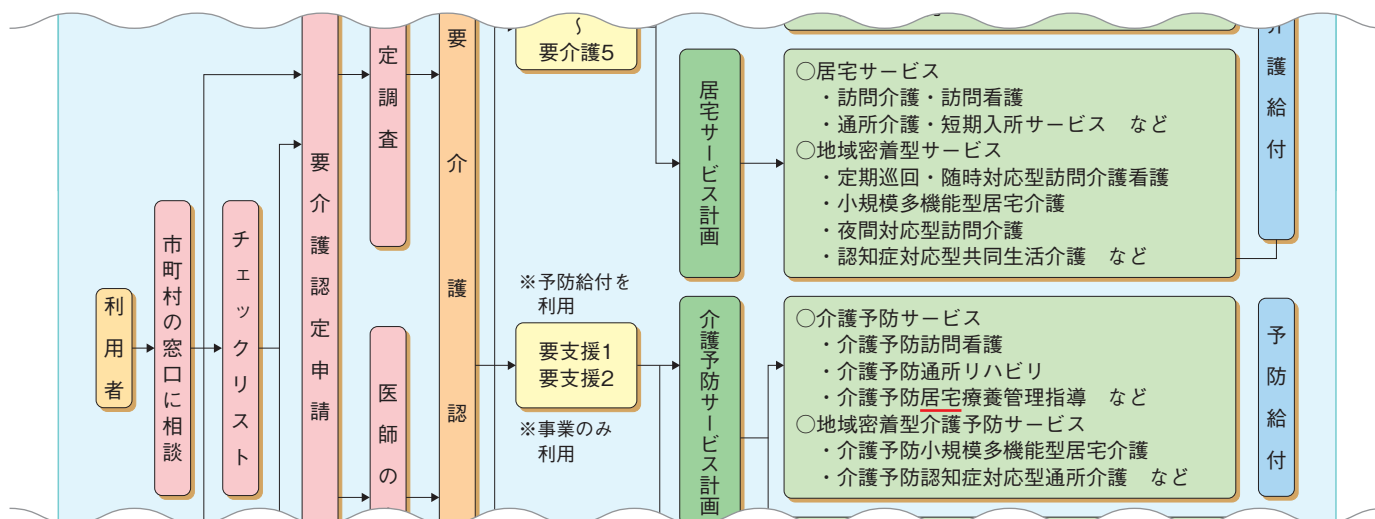 利用者
市町村の窓口に相談
チェックリスト
要介護認定申請
定調査
医師の
要介護認
～
要介護5
※予防給付を
利用
要支援1
要支援2
※事業のみ
利用
居宅サービス計画
介護予防サービス計画
○居宅サービス
・訪問介護・訪問看護
・通所介護・短期入所サービス　など
○地域密着型サービス
・定期巡回・随時対応型訪問介護看護
・小規模多機能型居宅介護
・夜間対応型訪問介護
・認知症対応型共同生活介護　など
護給付
○介護予防サービス
・介護予防訪問看護
・介護予防通所リハビリ
・介護予防居宅療養管理指導　など
○地域密着型介護予防サービス
・介護予防小規模多機能型居宅介護
・介護予防認知症対応型通所介護　など
予防給付